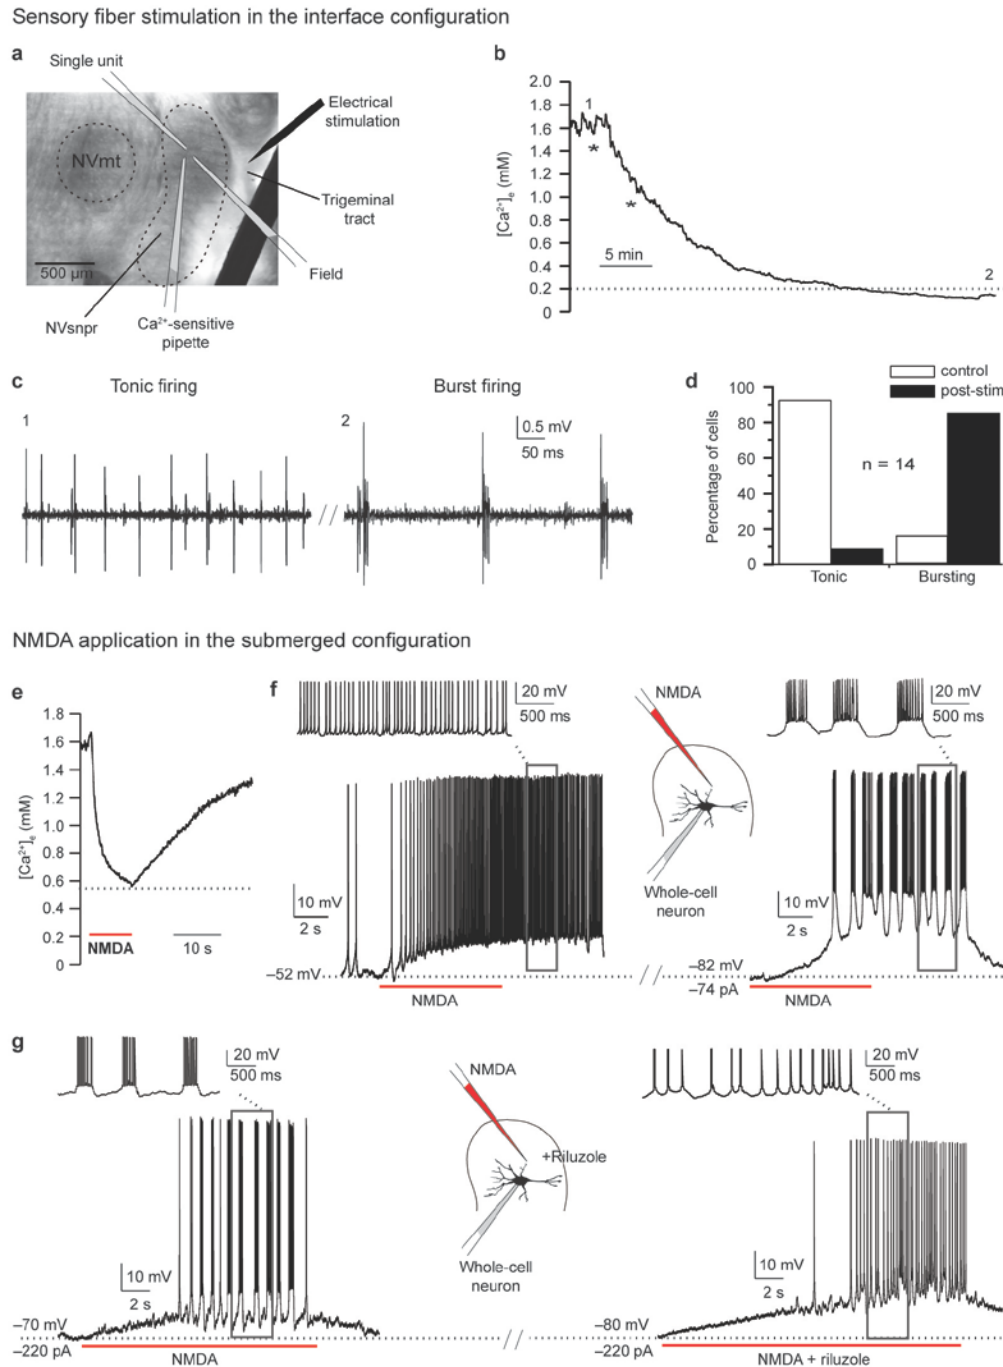 Sensory fiber stimulation in the interface configuration
a
Single unit
NVmt
Electrical
stimulation
Trigeminal
tract
Field
500 µm
NVsnpr
Ca²⁺-sensitive
pipette
b
2.0
1.8
1.6
1.4
1.2
1.0
0.8
0.6
0.4
0.2
0
[Ca²⁺]e (mM)
1
*
*
5 min
2
c
Tonic firing
Burst firing
1
2
0.5 mV
50 ms
d
control
post-stim
100
80
60
40
20
0
Percentage of cells
n = 14
Tonic
Bursting
NMDA application in the submerged configuration
e
1.8
1.4
1.2
1.0
0.8
0.6
0.2
0
[Ca²⁺]e (mM)
NMDA
10 s
f
20 mV
500 ms
10 mV
2 s
–52 mV
NMDA
NMDA
Whole-cell
neuron
20 mV
500 ms
10 mV
2 s
–82 mV
–74 pA
NMDA
g
20 mV
500 ms
10 mV
2 s
–70 mV
–220 pA
NMDA
NMDA
+Riluzole
Whole-cell
neuron
20 mV
500 ms
10 mV
2 s
–80 mV
–220 pA
NMDA + riluzole